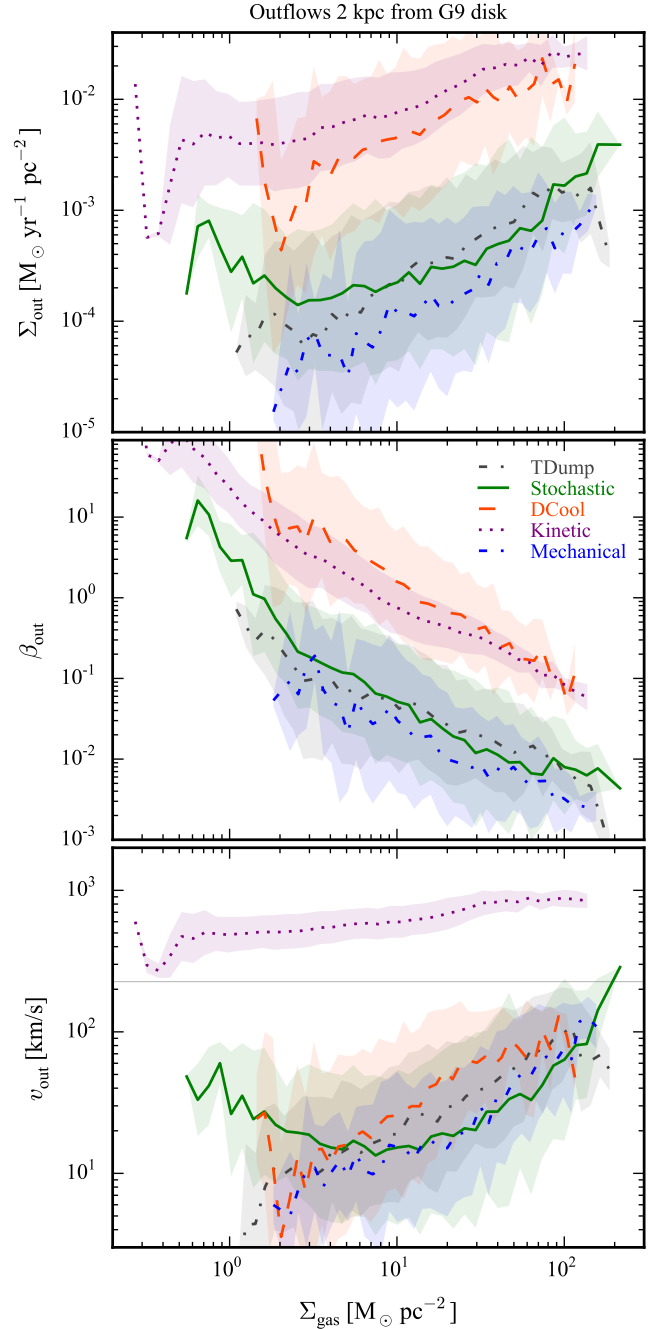 Outflows 2 kpc from G9 disk
10⁻²
10⁻³
10⁻⁴
10⁻⁵
Σout [M⊙ yr⁻¹ pc⁻²]
TDump
Stochastic
DCool
Kinetic
Mechanical
10¹
10⁰
10⁻¹
10⁻²
10⁻³
βout
10³
10²
10¹
vout [km/s]
10⁰ 10¹ 10²
Σgas [M⊙ pc⁻²]